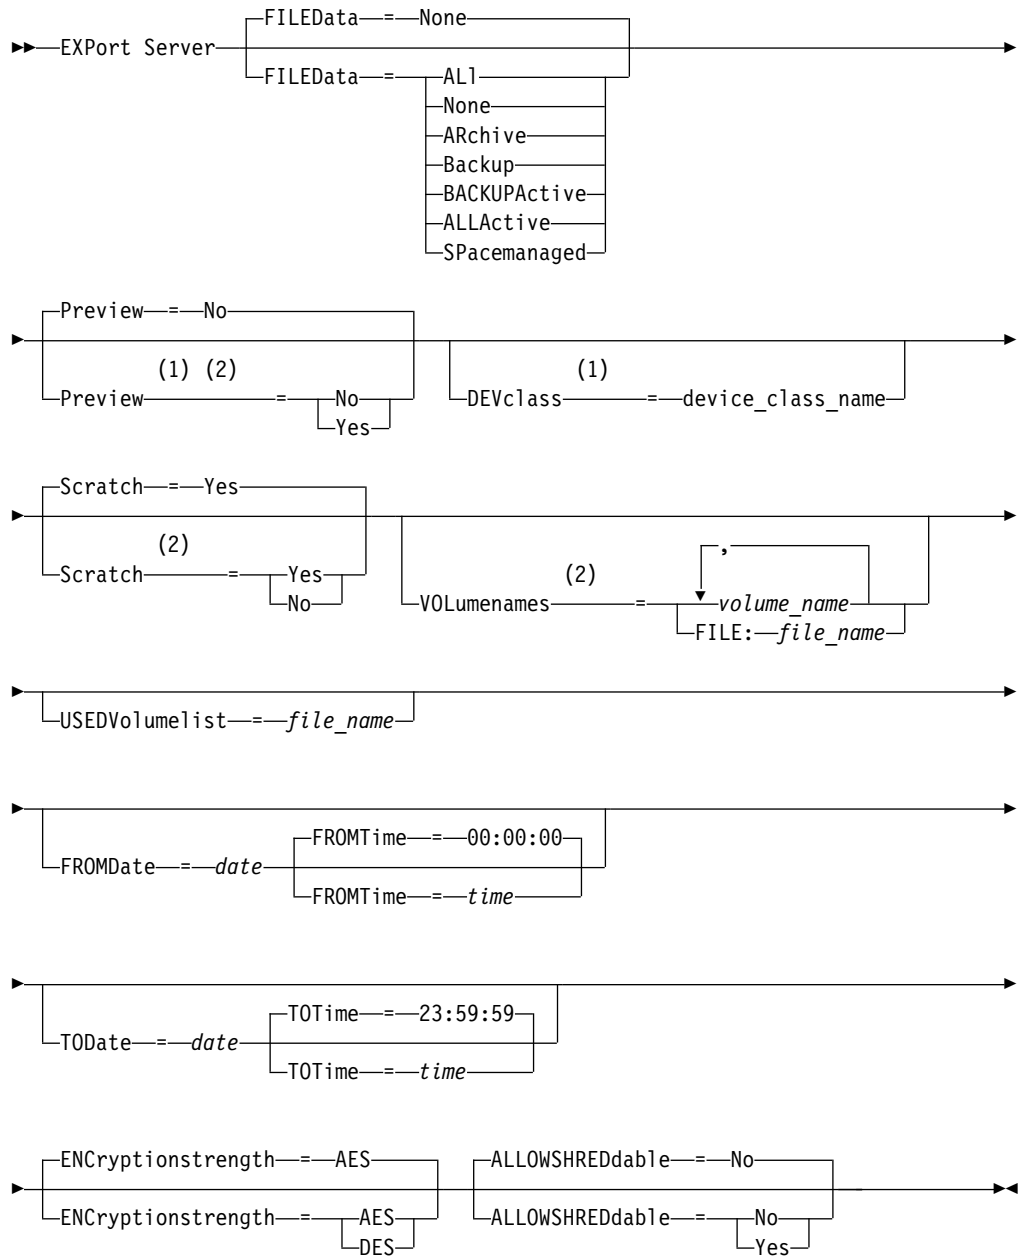 FILEData = None
EXPort Server
FILEData = ALl
None
ARchive
Backup
BACKUPActive
ALLActive
SPacemanaged
Preview = No
(1) (2)
Preview = No
Yes
(1)
DEVclass = device_class_name
Scratch = Yes
(2)
Scratch = Yes
No
,
(2)
VOLumenames = volume_name
FILE: file_name
USEDVolumelist = file_name
FROMTime = 00:00:00
FROMDate = date
FROMTime = time
TOTime = 23:59:59
TODate = date
TOTime = time
ENCryptionstrength = AES
ENCryptionstrength = AES
DES
ALLOWSHREDdable = No
ALLOWSHREDdable = No
Yes